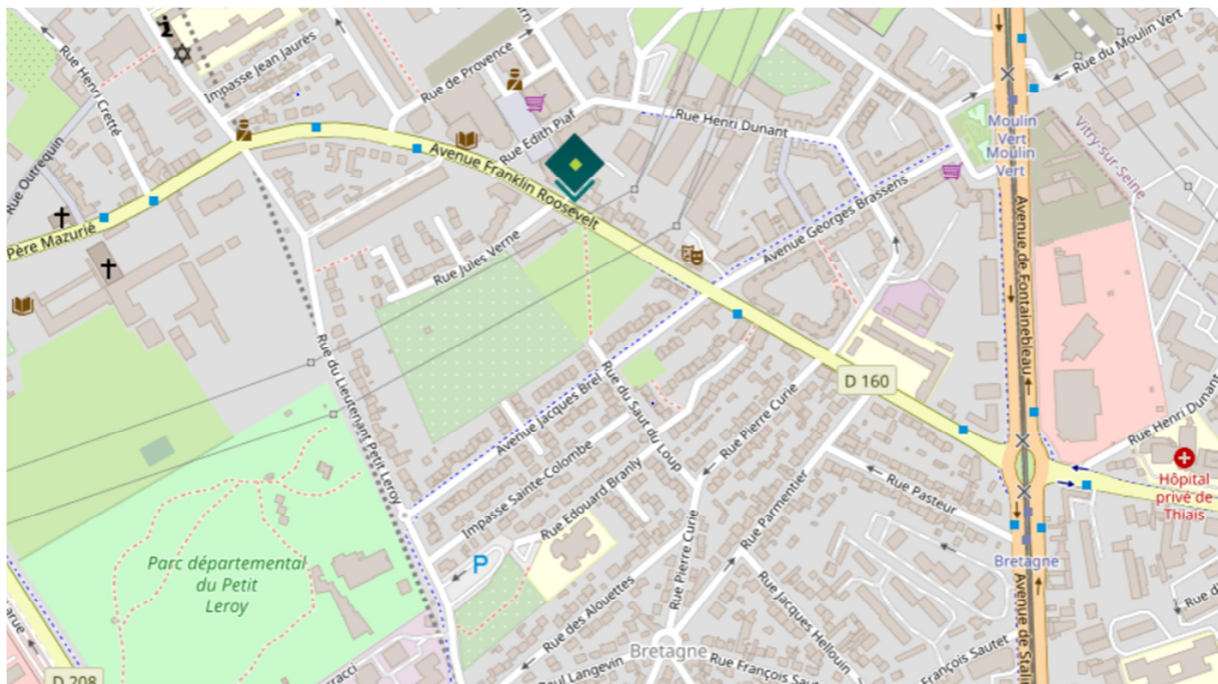 Rue Henri Cretté
Impasse Jean Jaurès
Rue de Provence
Rue du Moulin Vert
Rue Edith Piaf
Rue Henri Dunant
Moulin
Vert
Moulin
Vert
Vitry-sur-Seine
Rue Outrequin
Avenue Franklin Roosevelt
Père Mazurié
Rue Jules Verne
Avenue Georges Brassens
Avenue de Fontainebleau
Rue du Lieutenant Petit Leroy
Avenue Jacques Brel
Rue du Saut du Loup
D 160
Rue Pierre Curie
Rue Henri Dunant
Impasse Sainte-Colombe
Rue Edouard Branly
Rue Parmentier
Rue Pasteur
Hôpital
privé de
Thiais
Parc départemental
du Petit
Leroy
P
Rue Pierre Curie
Bretagne
Rue des Alouettes
Rue Jacques Hellouin
Bretagne
Rue François Sautet
François Sautet
Paul Langevin
Avenue de Stalin
Rue d
D 208